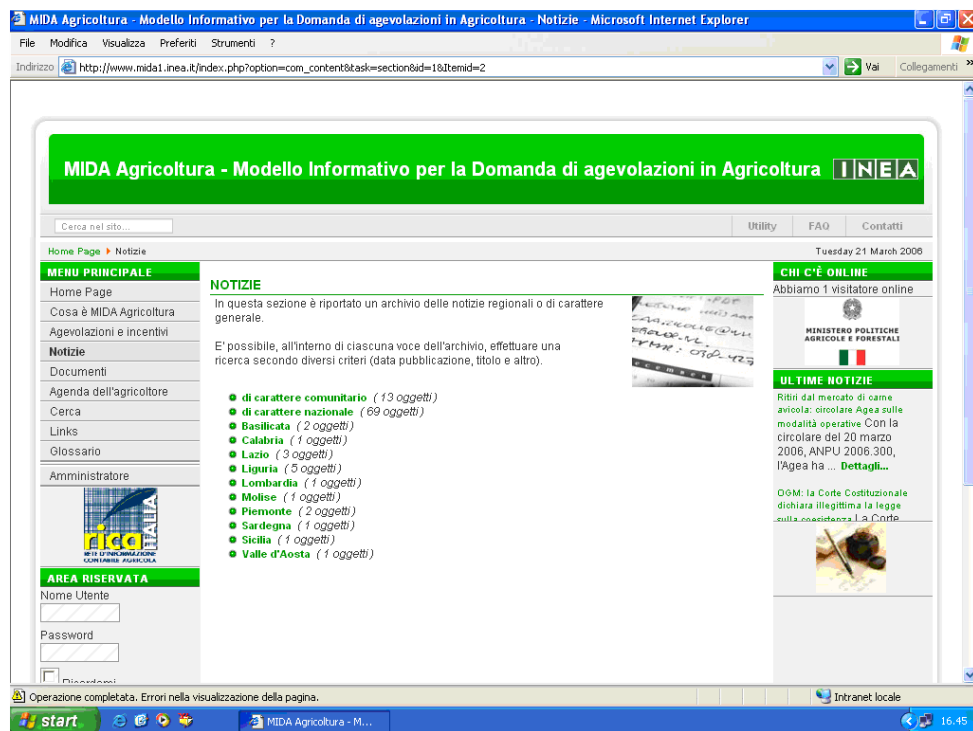 MIDA Agricoltura - Modello Informativo per la Domanda di agevolazioni in Agricoltura - Notizie - Microsoft Internet Explorer
File Modifica Visualizza Preferiti Strumenti ?
Indirizzo http://www.mida1.inea.it/index.php?option=com_content&task=section&id=1&Itemid=2 Vai Collegamenti »
MIDA Agricoltura - Modello Informativo per la Domanda di agevolazioni in Agricoltura INEA
Cerca nel sito... Utility FAQ Contatti
Home Page Notizie Tuesday 21 March 2006
MENU PRINCIPALE
Home Page
Cosa è MIDA Agricoltura
Agevolazioni e incentivi
Notizie
Documenti
Agenda dell'agricoltore
Cerca
Links
Glossario
Amministratore
rica ITALIA
RETE D'INFORMAZIONE
CONTABILE AGRICOLA
AREA RISERVATA
Nome Utente
Password
Ricordami
NOTIZIE
In questa sezione è riportato un archivio delle notizie regionali o di carattere
generale.
E' possibile, all'interno di ciascuna voce dell'archivio, effettuare una
ricerca secondo diversi criteri (data pubblicazione, titolo e altro).
di carattere comunitario (13 oggetti)
di carattere nazionale (69 oggetti)
Basilicata (2 oggetti)
Calabria (1 oggetti)
Lazio (3 oggetti)
Liguria (5 oggetti)
Lombardia (1 oggetti)
Molise (1 oggetti)
Piemonte (2 oggetti)
Sardegna (1 oggetti)
Sicilia (1 oggetti)
Valle d'Aosta (1 oggetti)
CHI C'È ONLINE
Abbiamo 1 visitatore online
MINISTERO POLITICHE
AGRICOLE E FORESTALI
ULTIME NOTIZIE
Ritiri dal mercato di carne
avicola: circolare Agea sulle
modalità operative Con la
circolare del 20 marzo
2006, ANPU 2006.300,
l'Agea ha ... Dettagli...
OGM: la Corte Costituzionale
dichiara illegittima la legge
sulla coesistenza La Corte
Operazione completata. Errori nella visualizzazione della pagina. Intranet locale
start MIDA Agricoltura - M... 16.45